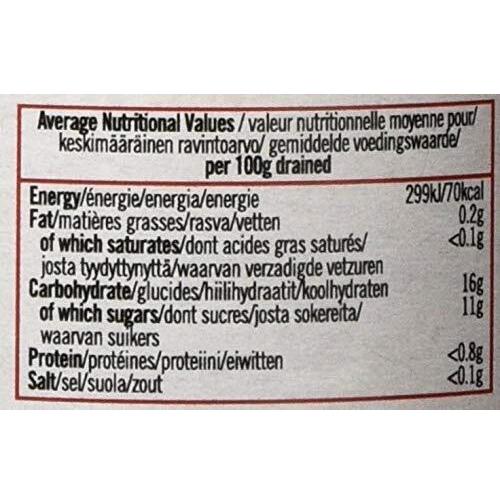 Average Nutritional Values / valeur nutritionnelle moyenne pour/
keskimääräinen ravintoarvo/ gemiddelde voedingswaarde/
per 100g drained
Energy/énergie/energia/energie 299kJ/70kcal
Fat/matières grasses/rasva/vetten 0.2g
of which saturates/dont acides gras saturés/ <0.1g
josta tyydyttynyttä/waarvan verzadigde vetzuren
Carbohydrate/glucides/hiilihydraatit/koolhydraten 16g
of which sugars/dont sucres/josta sokereita/ 11g
waarvan suikers
Protein/protéines/proteiini/eiwitten <0.8g
Salt/sel/suola/zout <0.1g